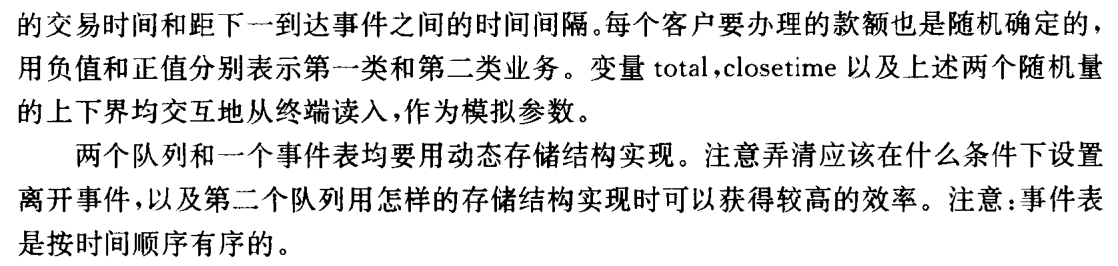 的交易时间和距下一到达事件之间的时间间隔。每个客户要办理的款额也是随机确定的，
用负值和正值分别表示第一类和第二类业务。变量 total,closetime 以及上述两个随机量
的上下界均交互地从终端读入,作为模拟参数。
两个队列和一个事件表均要用动态存储结构实现。注意弄清应该在什么条件下设置
离开事件,以及第二个队列用怎样的存储结构实现时可以获得较高的效率。注意:事件表
是按时间顺序有序的。